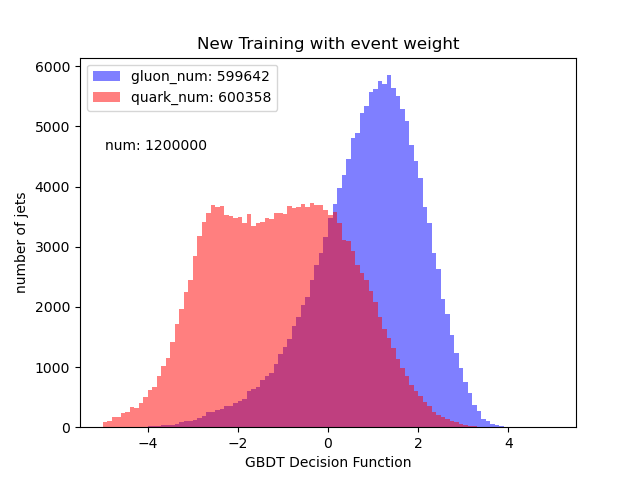 New Training with event weight
gluon_num: 599642
quark_num: 600358
num: 1200000
number of jets
6000
5000
4000
3000
2000
1000
0
−4
−2
0
2
4
GBDT Decision Function